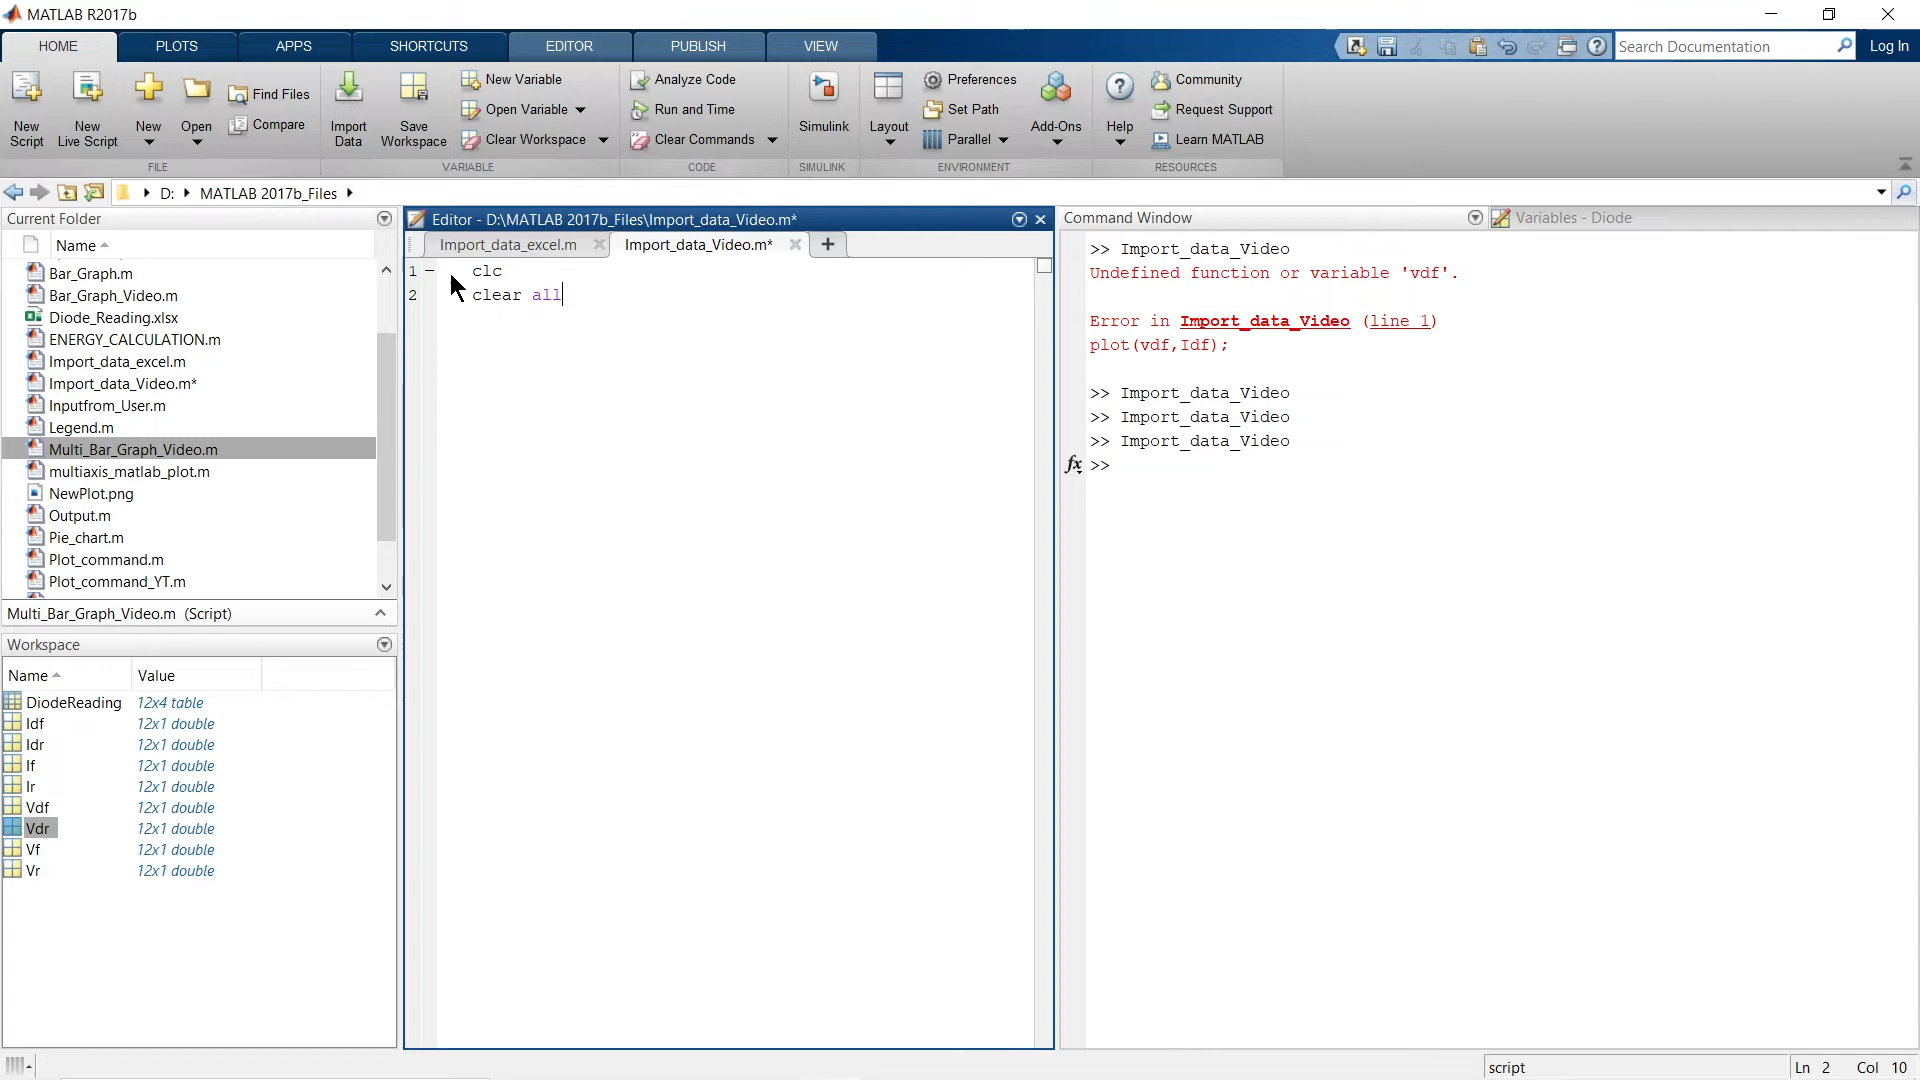 MATLAB R2017b
HOME PLOTS APPS SHORTCUTS EDITOR PUBLISH VIEW Search Documentation Log In
New Script
New Live Script
New
Open
Find Files
Compare
FILE
Import Data
Save Workspace
New Variable
Open Variable
Clear Workspace
VARIABLE
Analyze Code
Run and Time
Clear Commands
CODE
Simulink
SIMULINK
Layout
Preferences
Set Path
Parallel
Add-Ons
ENVIRONMENT
? Help
Community
Request Support
Learn MATLAB
RESOURCES
D: MATLAB 2017b_Files
Current Folder
Name
Bar_Graph.m
Bar_Graph_Video.m
Diode_Reading.xlsx
ENERGY_CALCULATION.m
Import_data_excel.m
Import_data_Video.m*
Inputfrom_User.m
Legend.m
Multi_Bar_Graph_Video.m
multiaxis_matlab_plot.m
NewPlot.png
Output.m
Pie_chart.m
Plot_command.m
Plot_command_YT.m
Multi_Bar_Graph_Video.m (Script)
Workspace
Name Value
DiodeReading 12x4 table
Idf 12x1 double
Idr 12x1 double
If 12x1 double
Ir 12x1 double
Vdf 12x1 double
Vdr 12x1 double
Vf 12x1 double
Vr 12x1 double
Editor - D:\MATLAB 2017b_Files\Import_data_Video.m*
Import_data_excel.m Import_data_Video.m* +
1 – clc
2 clear all
Command Window Variables - Diode
>> Import_data_Video
Undefined function or variable 'vdf'.
Error in Import_data_Video (line 1)
plot(vdf,Idf);
>> Import_data_Video
>> Import_data_Video
>> Import_data_Video
fx >>
script Ln 2 Col 10